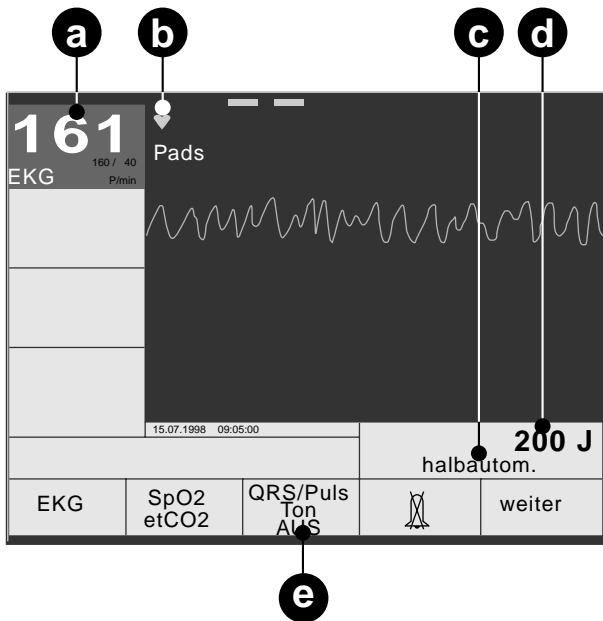 a b c d
161
160 / 40
EKG P/min
Pads
15.07.1998 09:05:00
200 J
halbautom.
EKG
SpO2
etCO2
QRS/Puls
Ton
AUS
weiter
e